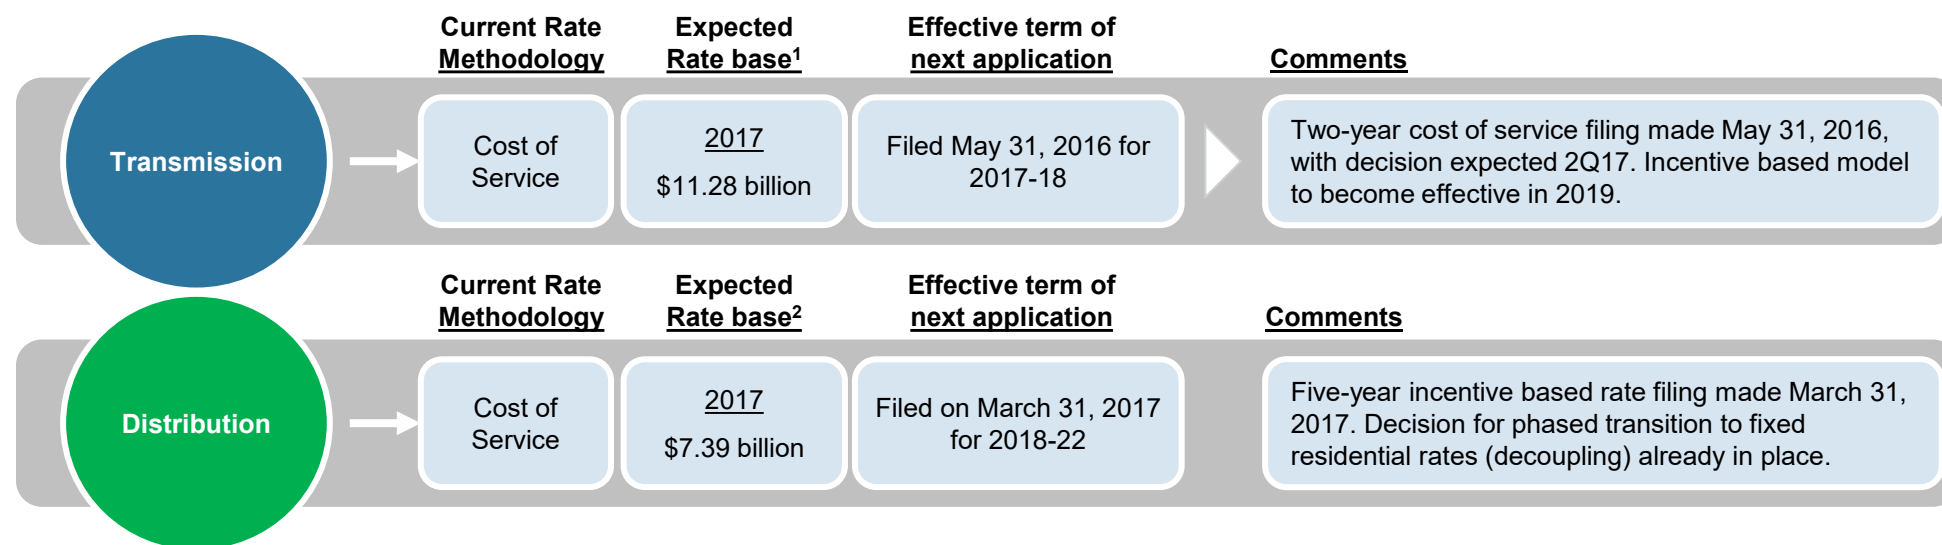 Current Rate Methodology
Expected Rate base1
Effective term of next application
Comments
Transmission
Cost of Service
2017
$11.28 billion
Filed May 31, 2016 for 2017-18
Two-year cost of service filing made May 31, 2016,
with decision expected 2Q17. Incentive based model
to become effective in 2019.
Current Rate Methodology
Expected Rate base2
Effective term of next application
Comments
Distribution
Cost of Service
2017
$7.39 billion
Filed on March 31, 2017 for 2018-22
Five-year incentive based rate filing made March 31,
2017. Decision for phased transition to fixed
residential rates (decoupling) already in place.